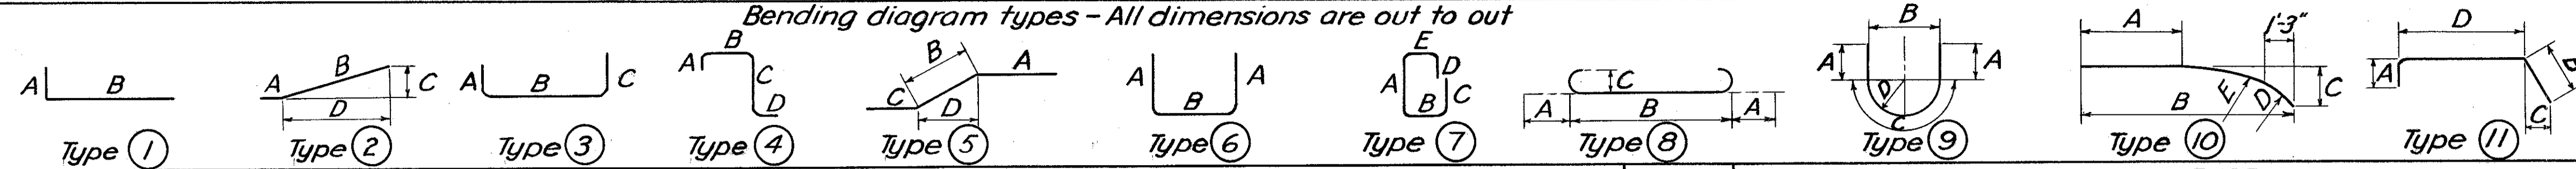 Bending diagram types – All dimensions are out to out
A B Type 1
A B C D Type 2
A B C Type 3
A B C D Type 4
A B C D Type 5
A B A Type 6
E D A C B Type 7
C A B A Type 8
B A A D C Type 9
A 1'-3" C B E D Type 10
D A B C Type 11